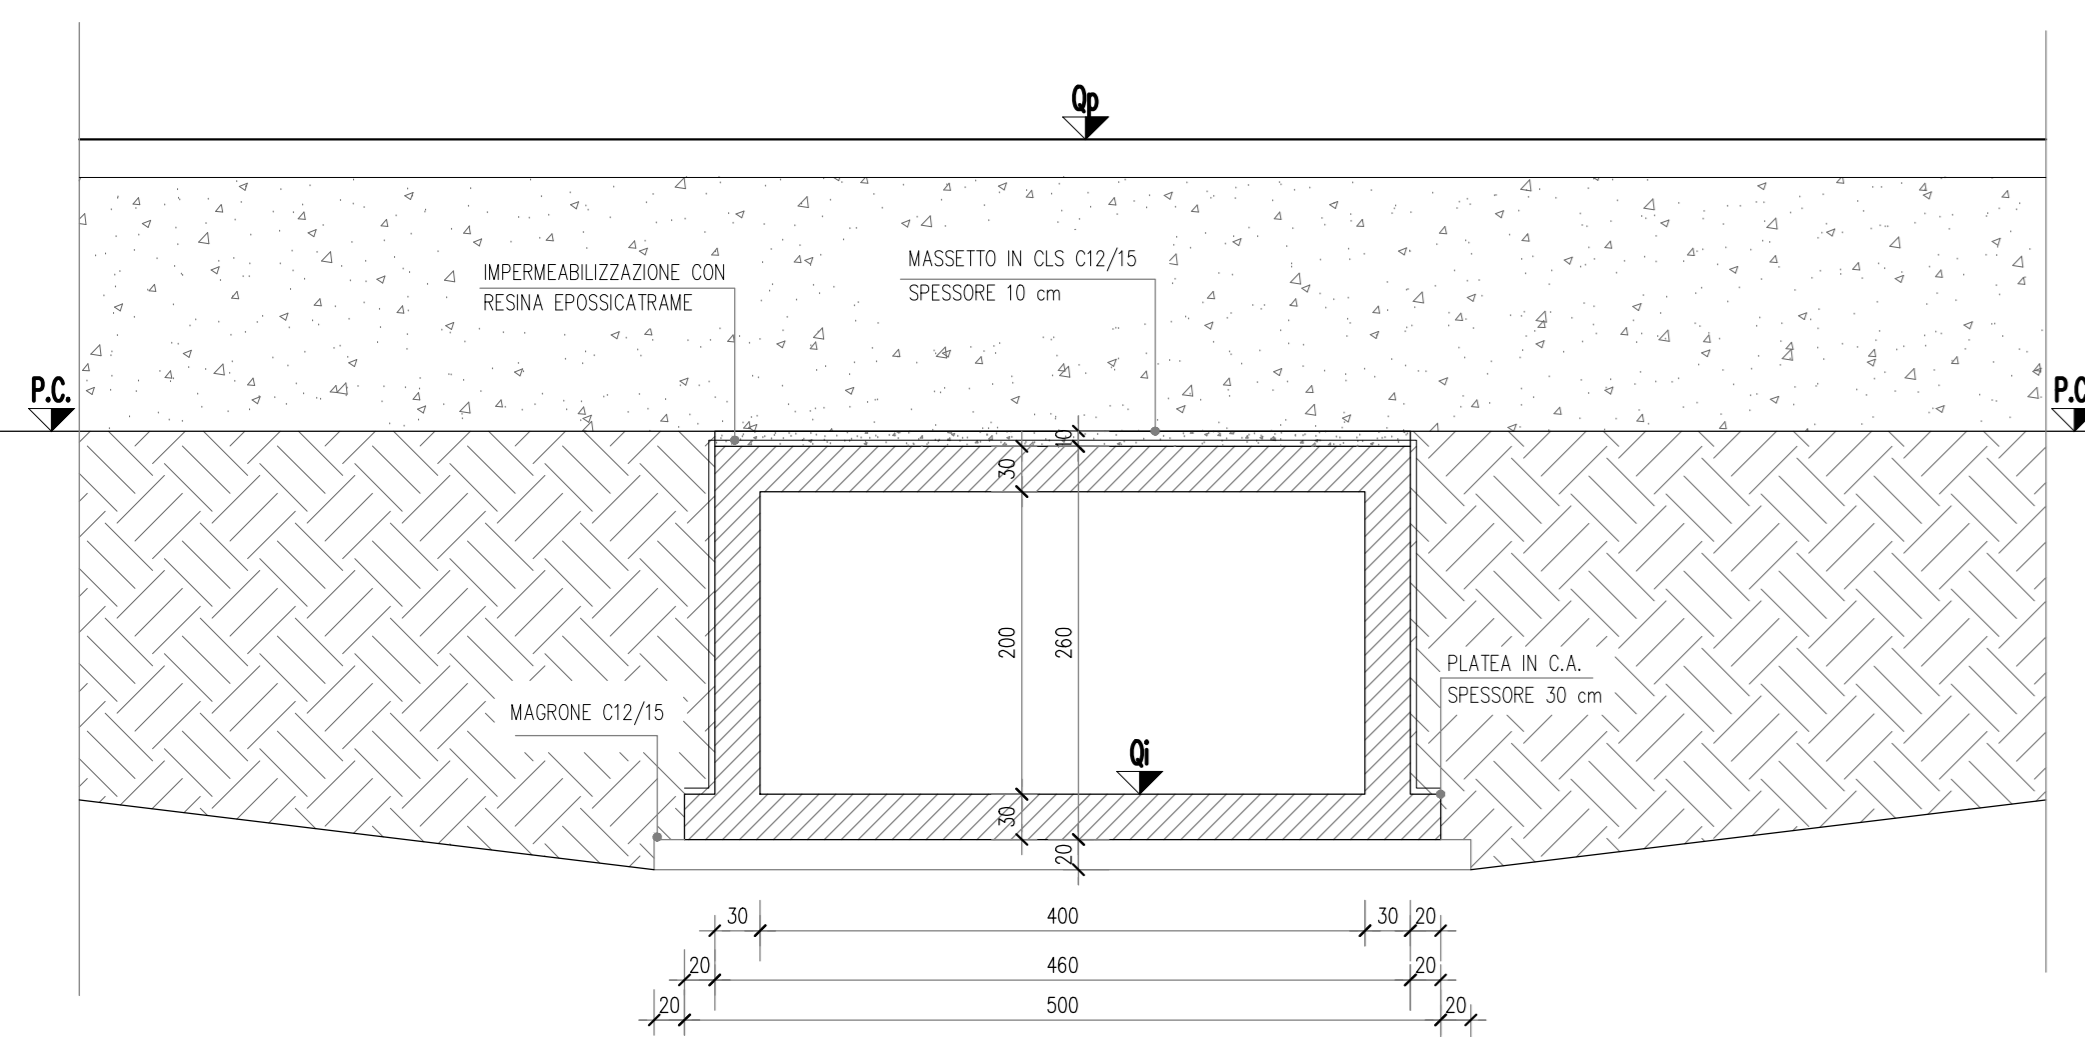 Qp
IMPERMEABILIZZAZIONE CON
RESINA EPOSSICATRAME
MASSETTO IN CLS C12/15
SPESSORE 10 cm
P.C.
P.C
10
30
200
260
PLATEA IN C.A.
SPESSORE 30 cm
MAGRONE C12/15
Qi
30
20
30
400
30
20
20
460
20
20
500
20